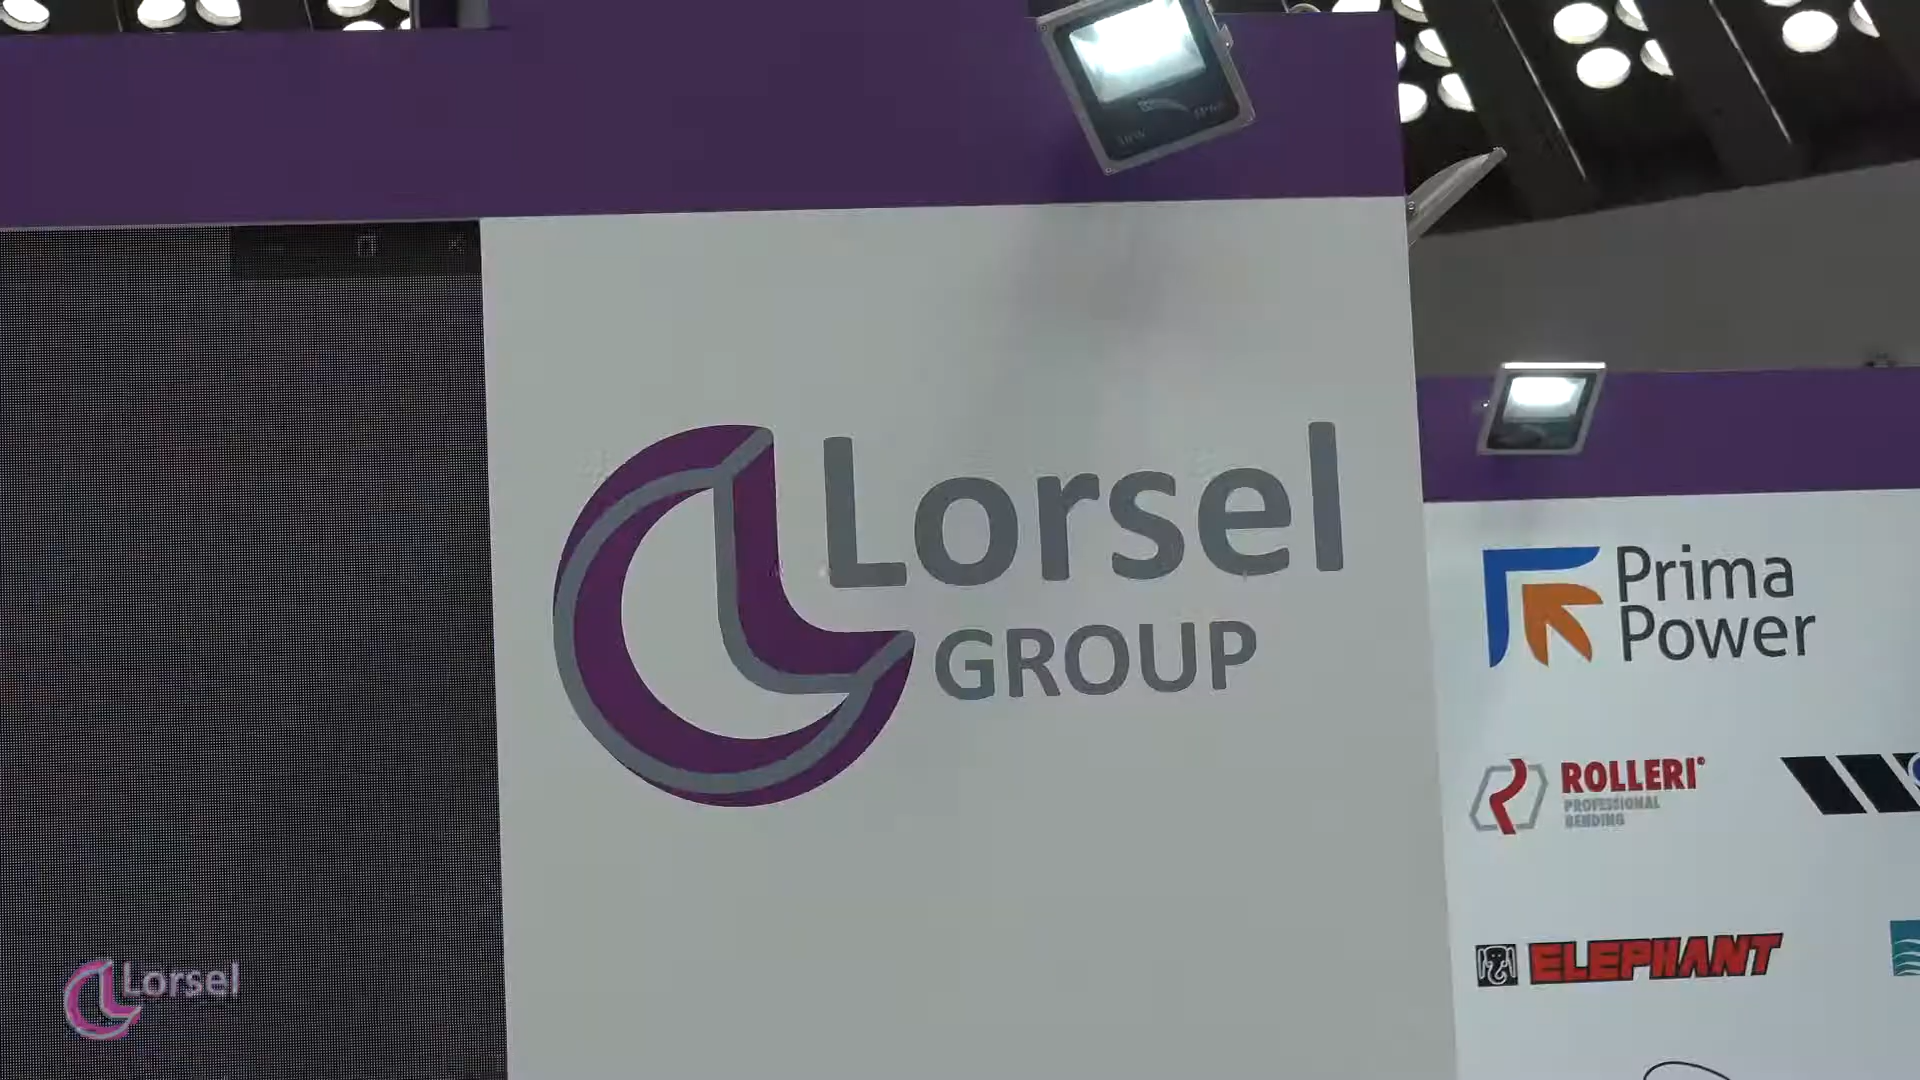 Lorsel
GROUP
Prima
Power
ROLLERI
PROFESSIONAL
BENDING
ELEPHANT
Lorsel